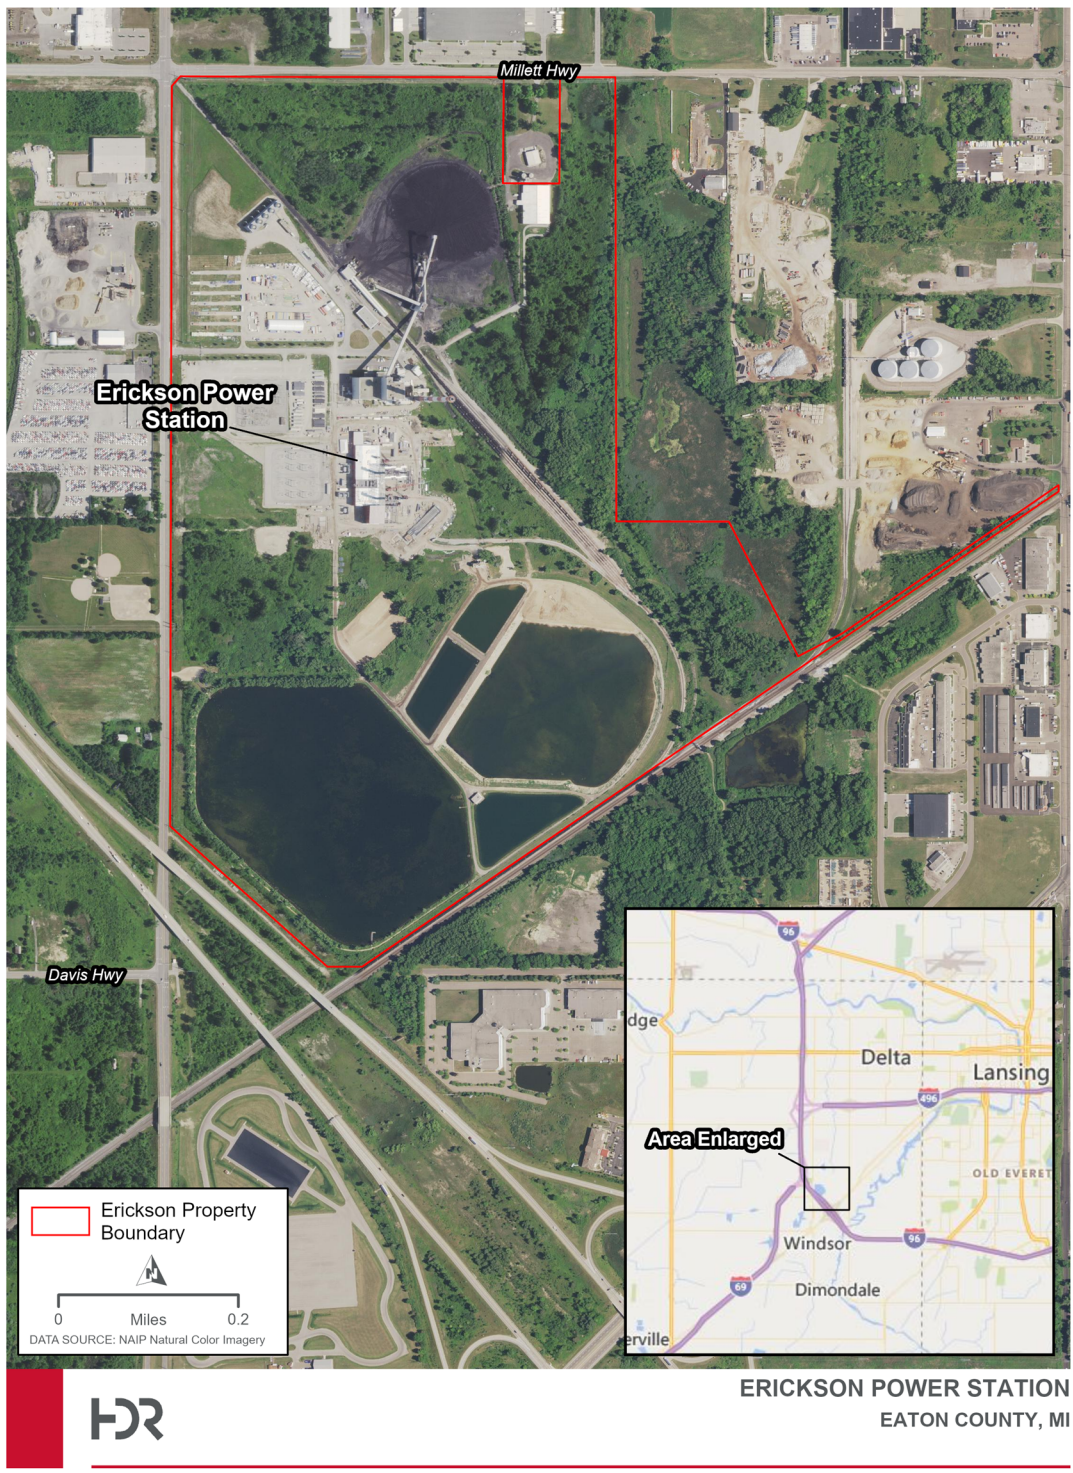 Millett Hwy
Erickson Power
Station
Davis Hwy
96
dge
Delta
Lansing
496
Area Enlarged
OLD EVERET
96
Windsor
69
Dimondale
erville
Erickson Property
Boundary
N
0 Miles 0.2
DATA SOURCE: NAIP Natural Color Imagery
HDR
ERICKSON POWER STATION
EATON COUNTY, MI